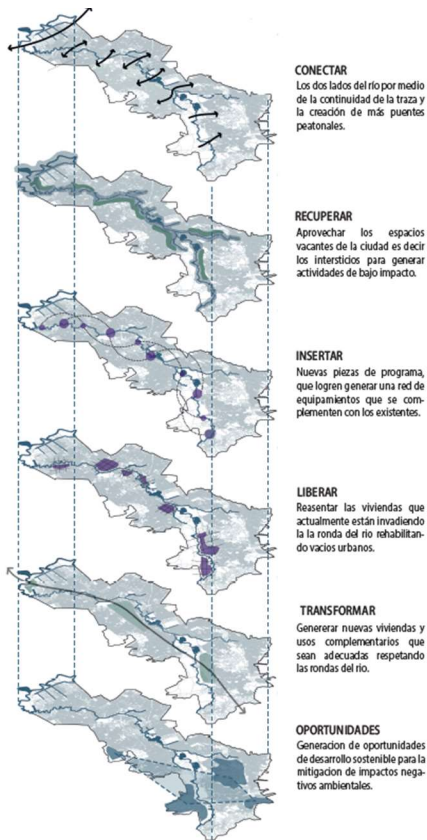 CONECTAR
Los dos lados del río por medio
de la continuidad de la traza y
la creación de más puentes
peatonales.
RECUPERAR
Aprovechar los espacios
vacantes de la ciudad es decir
los intersticios para generar
actividades de bajo impacto.
INSERTAR
Nuevas piezas de programa,
que logren generar una red de
equipamientos que se com-
plementen con los existentes.
LIBERAR
Reasentar las viviendas que
actualmente están invadiendo
la la ronda del rio rehabilitan-
do vacios urbanos.
TRANSFORMAR
Genererar nuevas viviendas y
usos complementarios que
sean adecuadas respetando
las rondas del rio.
OPORTUNIDADES
Generacion de oportunidades
de desarrollo sostenible para la
mitigacion de impactos nega-
tivos ambientales.